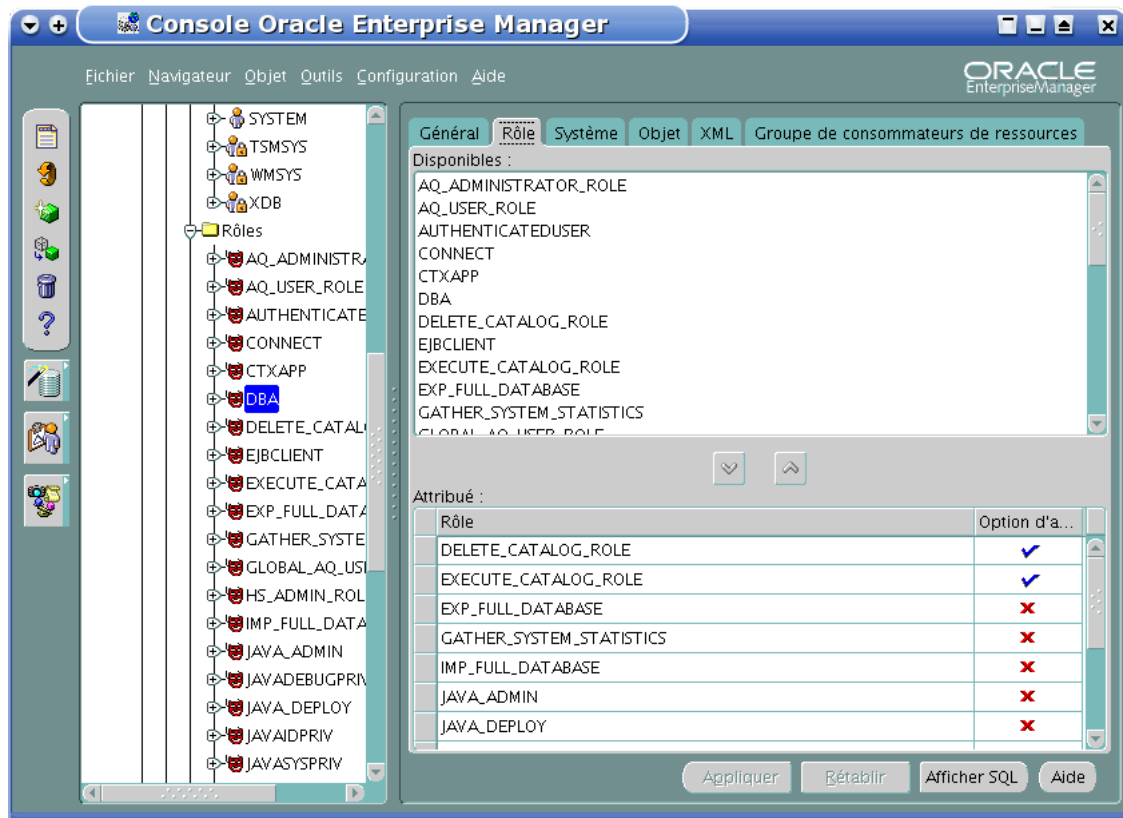 Console Oracle Enterprise Manager
Fichier Navigateur Objet Outils Configuration Aide
ORACLE
EnterpriseManager
SYSTEM
TSMSYS
WMSYS
XDB
Rôles
AQ_ADMINISTR
AQ_USER_ROLE
AUTHENTICATE
CONNECT
CTXAPP
DBA
DELETE_CATAL
EJBCLIENT
EXECUTE_CATA
EXP_FULL_DATA
GATHER_SYSTE
GLOBAL_AQ_USE
HS_ADMIN_ROL
IMP_FULL_DATA
JAVA_ADMIN
JAVADEBUGPRIV
JAVA_DEPLOY
JAVAIDPRIV
JAVASYSPRIV
Général Rôle Système Objet XML Groupe de consommateurs de ressources
Disponibles :
AQ_ADMINISTRATOR_ROLE
AQ_USER_ROLE
AUTHENTICATEDUSER
CONNECT
CTXAPP
DBA
DELETE_CATALOG_ROLE
EJBCLIENT
EXECUTE_CATALOG_ROLE
EXP_FULL_DATABASE
GATHER_SYSTEM_STATISTICS
GLOBAL_AQ_USER_ROLE
Attribué :
Rôle Option d'a...
DELETE_CATALOG_ROLE
EXECUTE_CATALOG_ROLE
EXP_FULL_DATABASE
GATHER_SYSTEM_STATISTICS
IMP_FULL_DATABASE
JAVA_ADMIN
JAVA_DEPLOY
Appliquer Rétablir Afficher SQL Aide